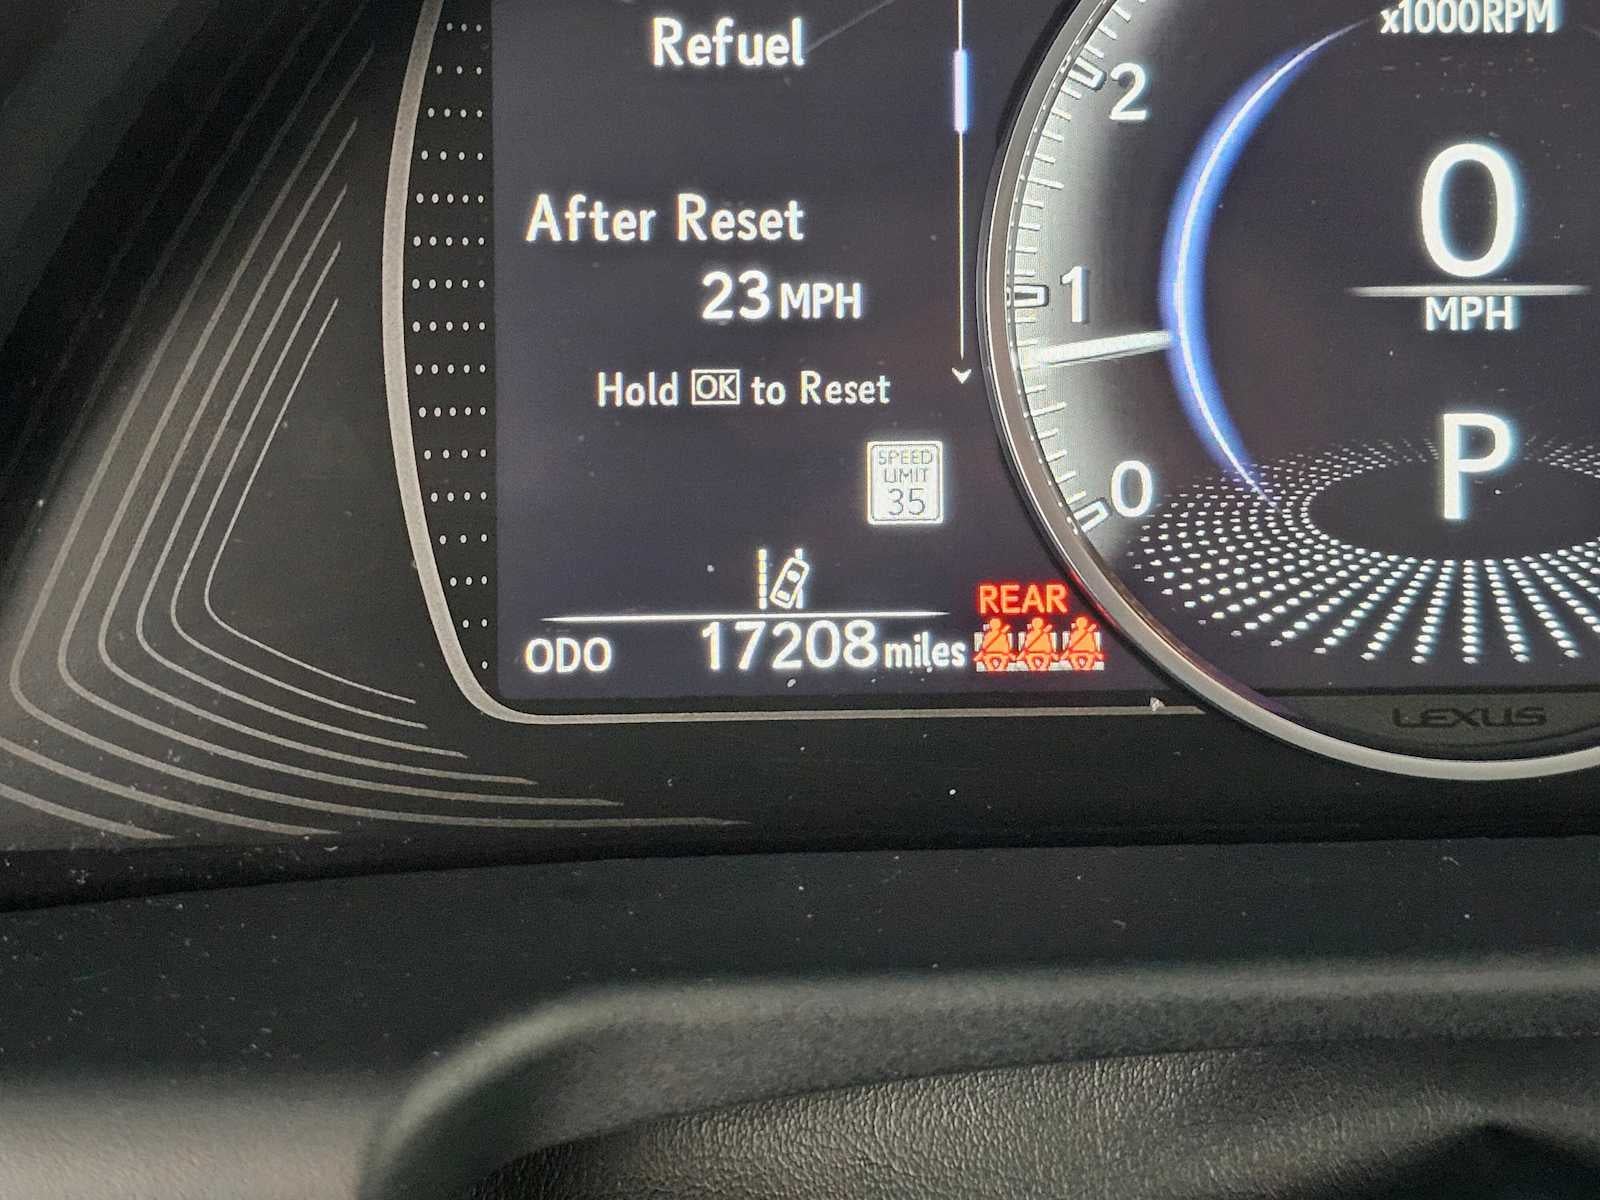 Refuel
After Reset
23 MPH
Hold OK to Reset
SPEED
LIMIT
35
ODO 17208 miles
REAR
x1000RPM
2
1
0
0
MPH
P
LEXUS